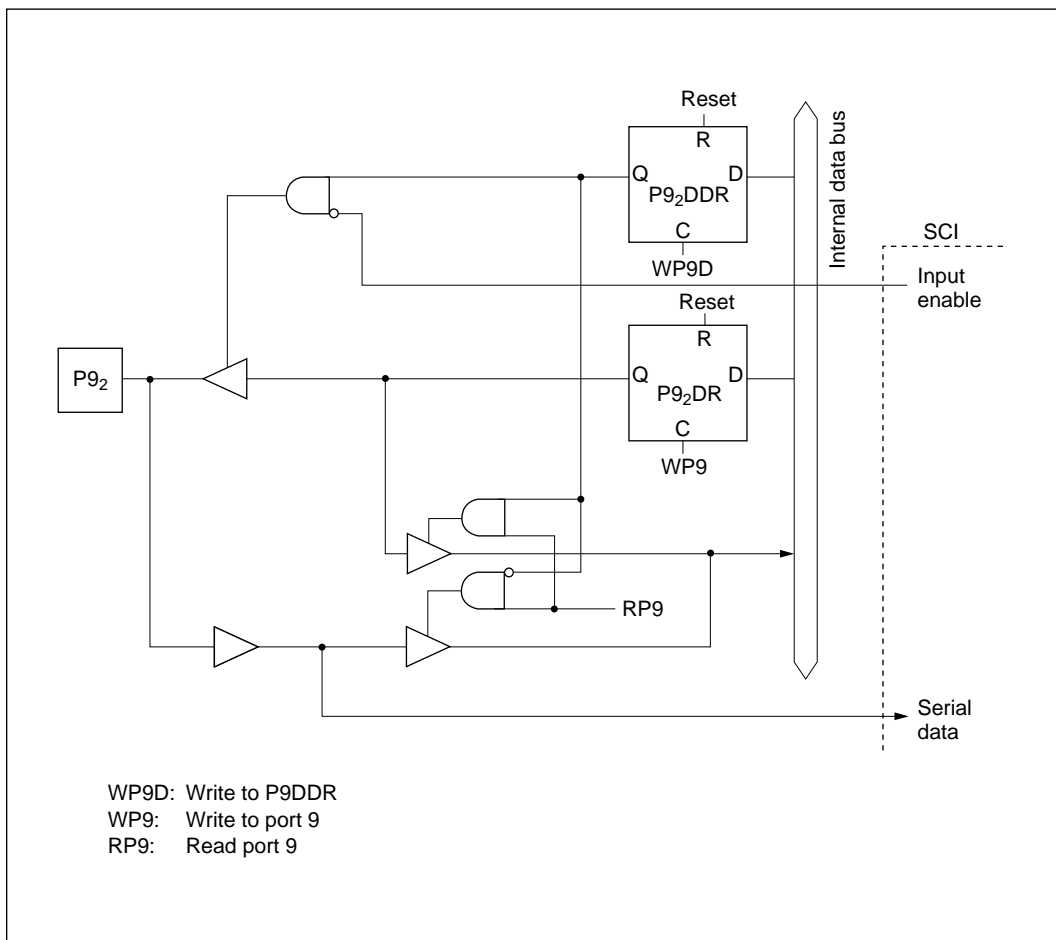 Reset
R
Q
D
P9₂DDR
C
WP9D
Internal data bus
SCI
Input
enable
Reset
R
Q
D
P9₂DR
C
WP9
P9₂
RP9
Serial
data
WP9D: Write to P9DDR
WP9: Write to port 9
RP9: Read port 9